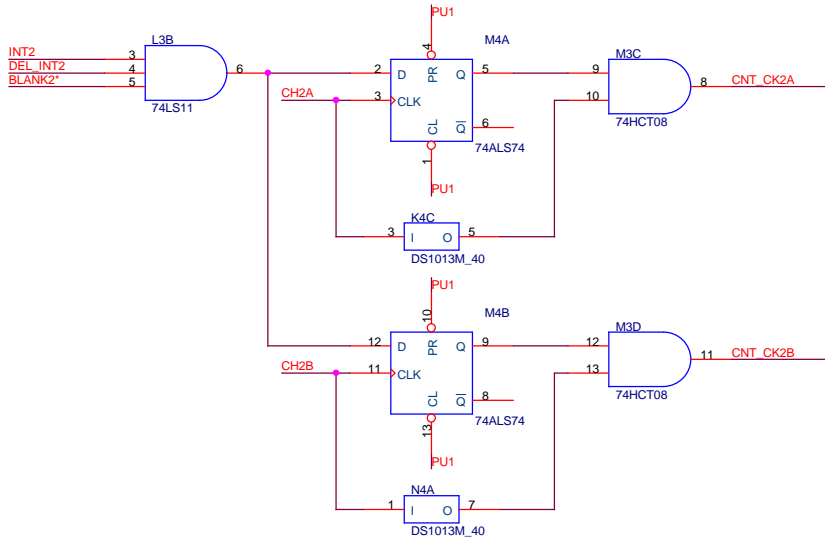 PU1
L3B
M4A
INT2
DEL_INT2
BLANK2*
3
4
5
6
74LS11
4
2
D
PR
Q
5
CH2A
3
CLK
CL
Q
6
74ALS74
1
PU1
M3C
9
10
8
CNT_CK2A
74HCT08
K4C
3
I
O
5
DS1013M_40
PU1
M4B
10
12
D
PR
Q
9
CH2B
11
CLK
CL
Q
8
74ALS74
13
PU1
M3D
12
13
11
CNT_CK2B
74HCT08
N4A
1
I
O
7
DS1013M_40